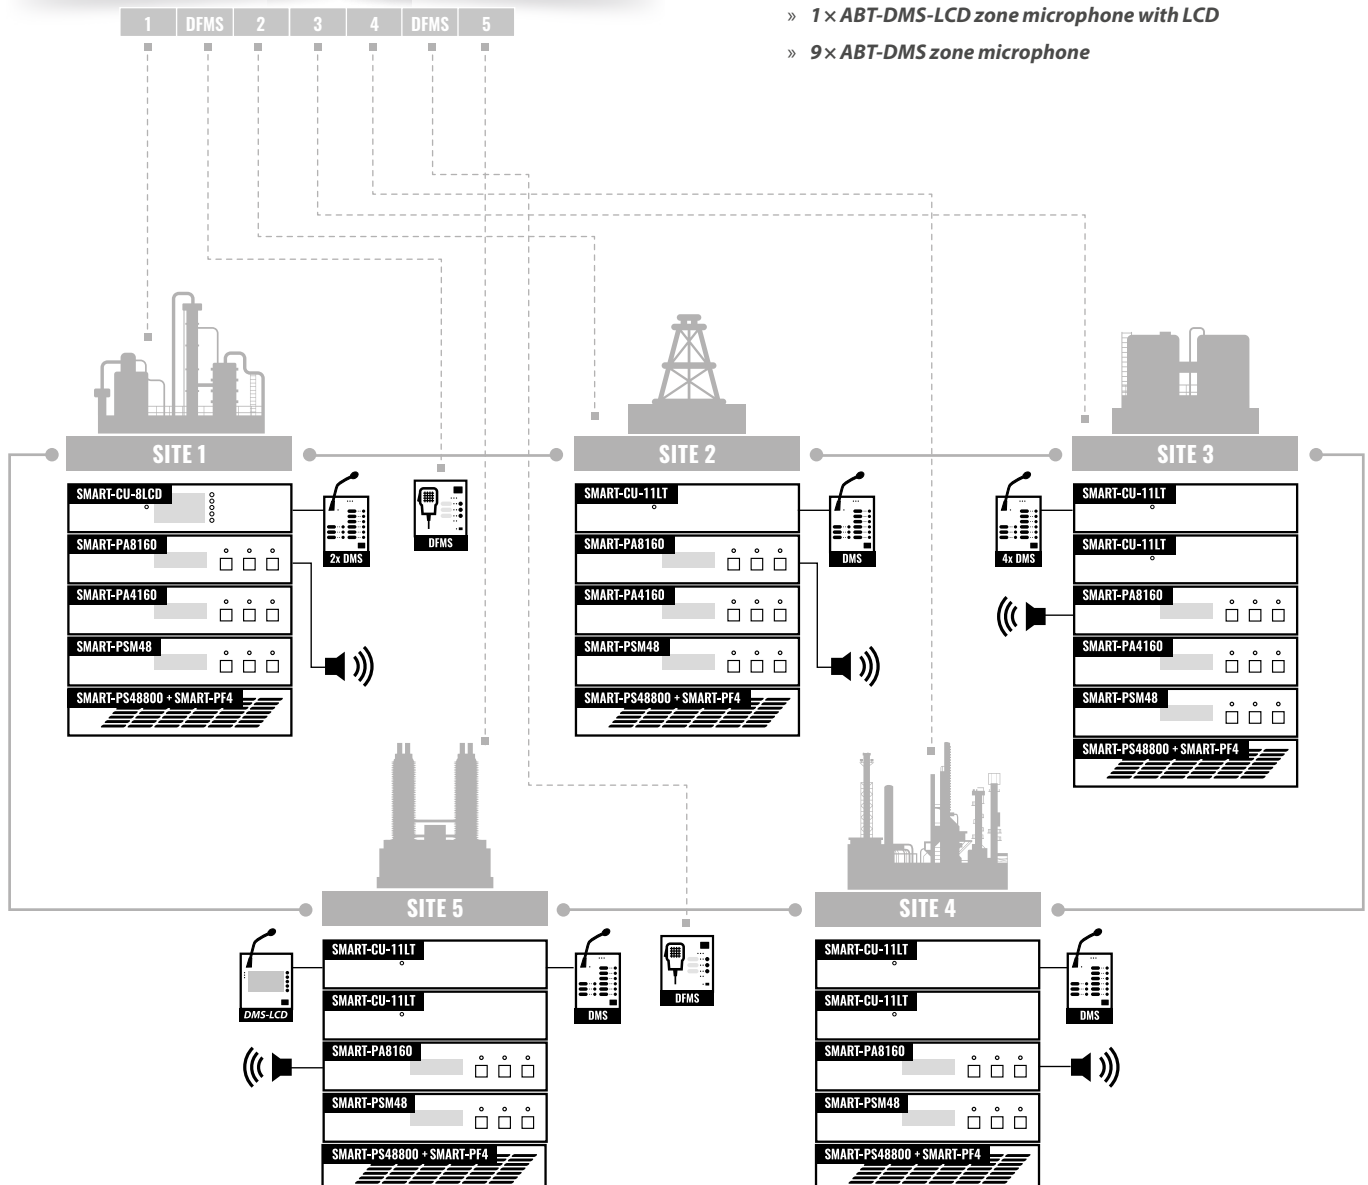 » 1× ABT-DMS-LCD zone microphone with LCD
» 9× ABT-DMS zone microphone
1 DFMS 2 3 4 DFMS 5
SITE 1
SMART-CU-8LCD
SMART-PA8160
SMART-PA4160
SMART-PSM48
SMART-PS48800 + SMART-PF4
2x DMS
DFMS
SITE 2
SMART-CU-11LT
SMART-PA8160
SMART-PA4160
SMART-PSM48
SMART-PS48800 + SMART-PF4
DMS
SITE 3
4x DMS
SMART-CU-11LT
SMART-CU-11LT
SMART-PA8160
SMART-PA4160
SMART-PSM48
SMART-PS48800 + SMART-PF4
SITE 5
DMS-LCD
SMART-CU-11LT
SMART-CU-11LT
SMART-PA8160
SMART-PSM48
SMART-PS48800 + SMART-PF4
DMS
DFMS
SITE 4
SMART-CU-11LT
SMART-CU-11LT
SMART-PA8160
SMART-PSM48
SMART-PS48800 + SMART-PF4
DMS